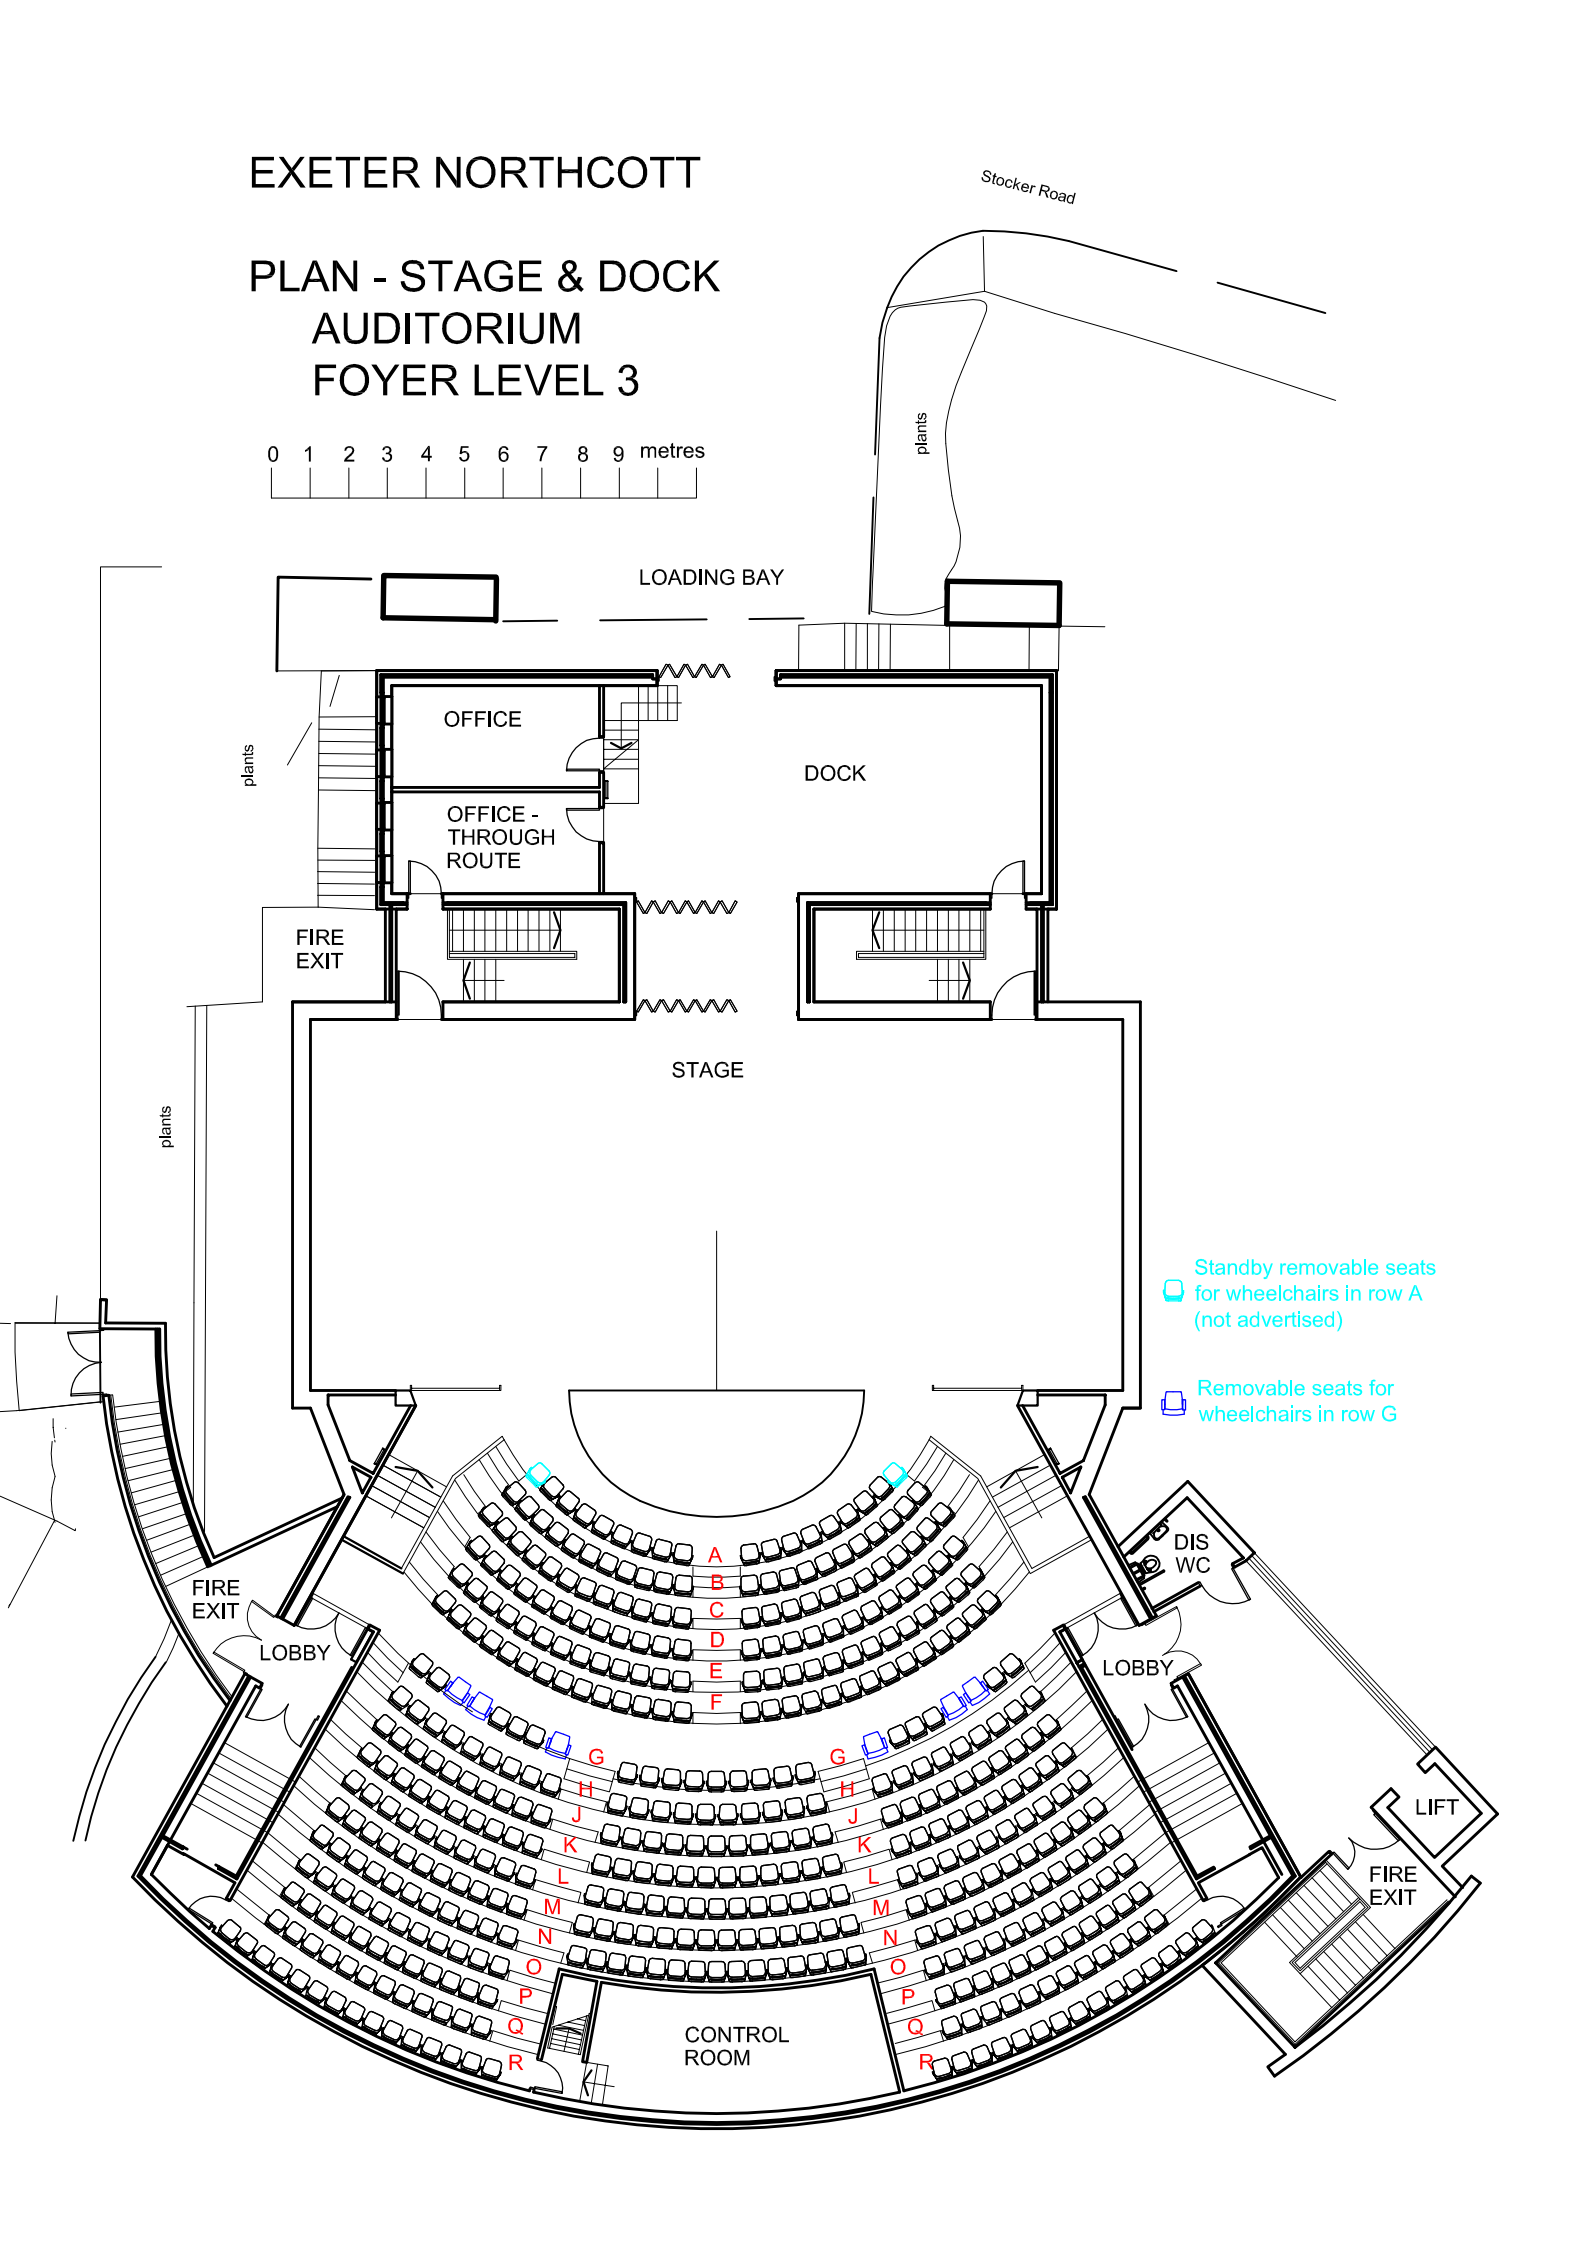 EXETER NORTHCOTT
Stocker Road
PLAN - STAGE & DOCK
AUDITORIUM
FOYER LEVEL 3
0 1 2 3 4 5 6 7 8 9 metres
plants
LOADING BAY
OFFICE
plants
DOCK
OFFICE -
THROUGH
ROUTE
FIRE
EXIT
STAGE
plants
Standby removable seats
for wheelchairs in row A
(not advertised)
Removable seats for
wheelchairs in row G
DIS
WC
A
B
C
D
E
F
FIRE
EXIT
LOBBY
LOBBY
G G
H H
J J
K K
L L
M M
N N
O O
P P
Q Q
R R
LIFT
FIRE
EXIT
CONTROL
ROOM